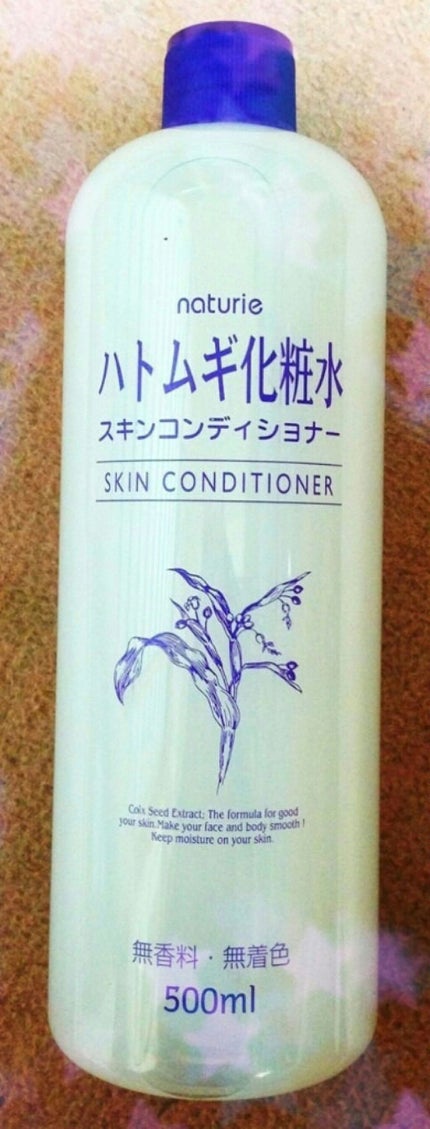 naturie
ハトムギ化粧水
スキンコンディショナー
SKIN CONDITIONER
Coix Seed Extract; The formula for good
your skin.Make your face and body smooth !
Keep moisture on your skin.
無香料・無着色
500ml